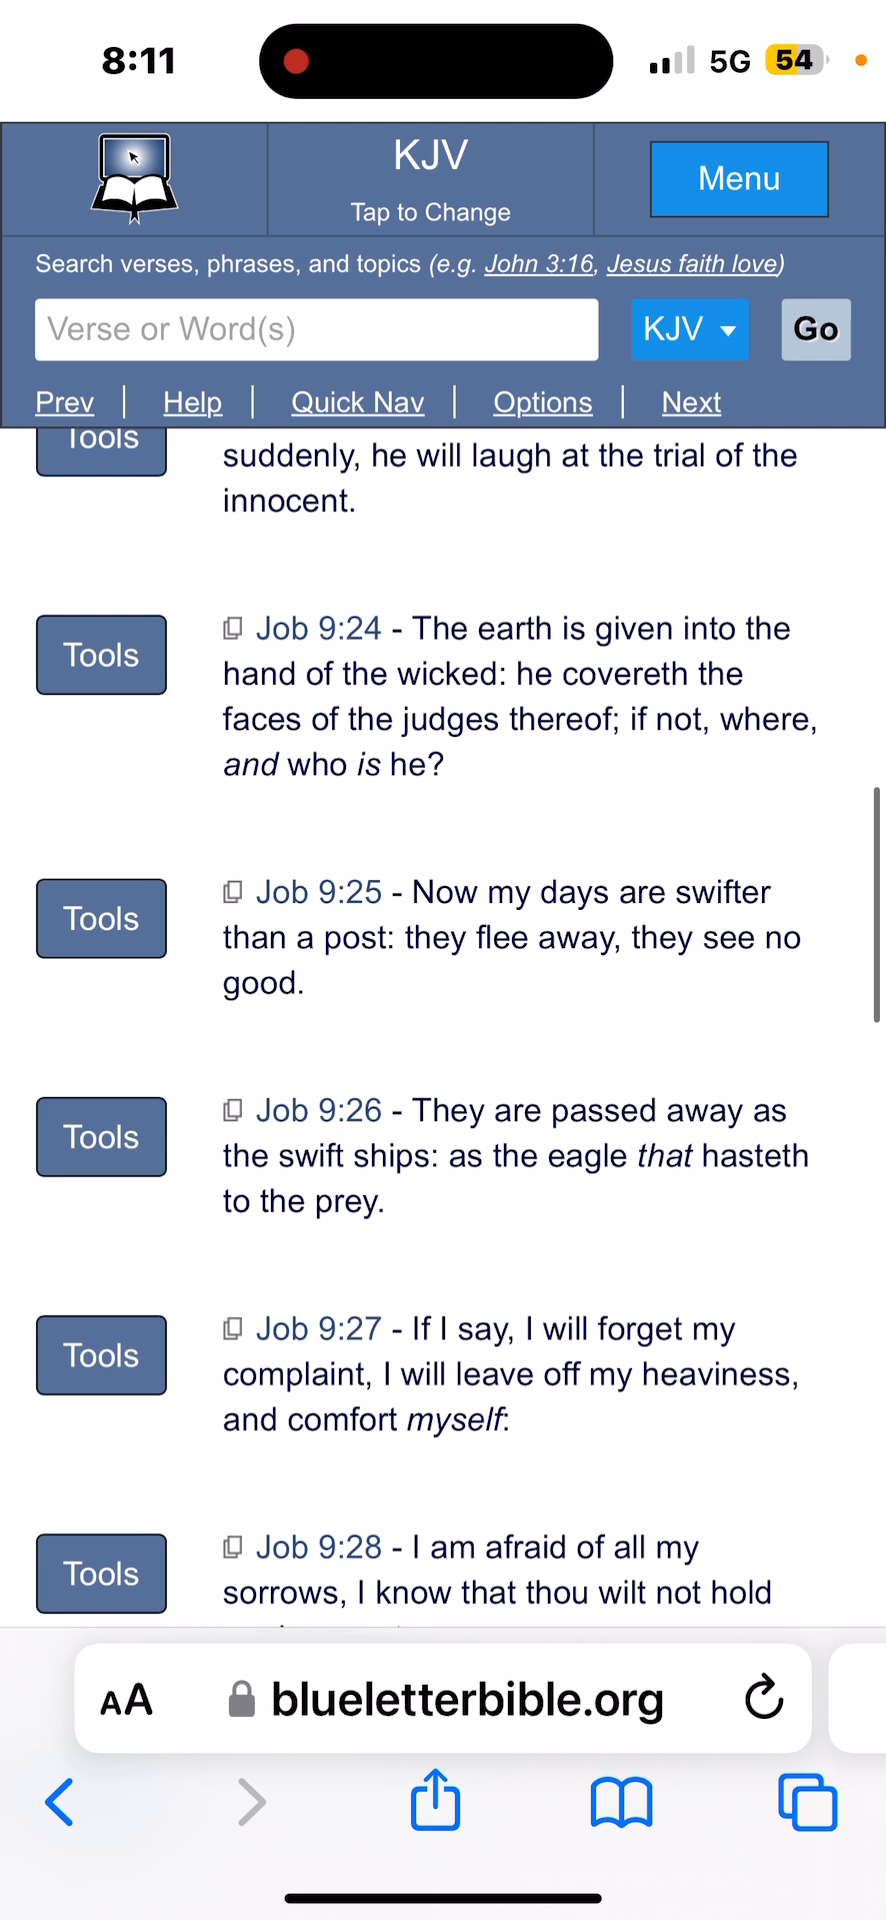 8:11
5G 54
KJV
Tap to Change
Menu
Search verses, phrases, and topics (e.g. John 3:16, Jesus faith love)
Verse or Word(s)
KJV
Go
Prev | Help | Quick Nav | Options | Next
Tools
suddenly, he will laugh at the trial of the
innocent.
Tools
Job 9:24 - The earth is given into the
hand of the wicked: he covereth the
faces of the judges thereof; if not, where,
and who is he?
Tools
Job 9:25 - Now my days are swifter
than a post: they flee away, they see no
good.
Tools
Job 9:26 - They are passed away as
the swift ships: as the eagle that hasteth
to the prey.
Tools
Job 9:27 - If I say, I will forget my
complaint, I will leave off my heaviness,
and comfort myself:
Tools
Job 9:28 - I am afraid of all my
sorrows, I know that thou wilt not hold
AA
blueletterbible.org